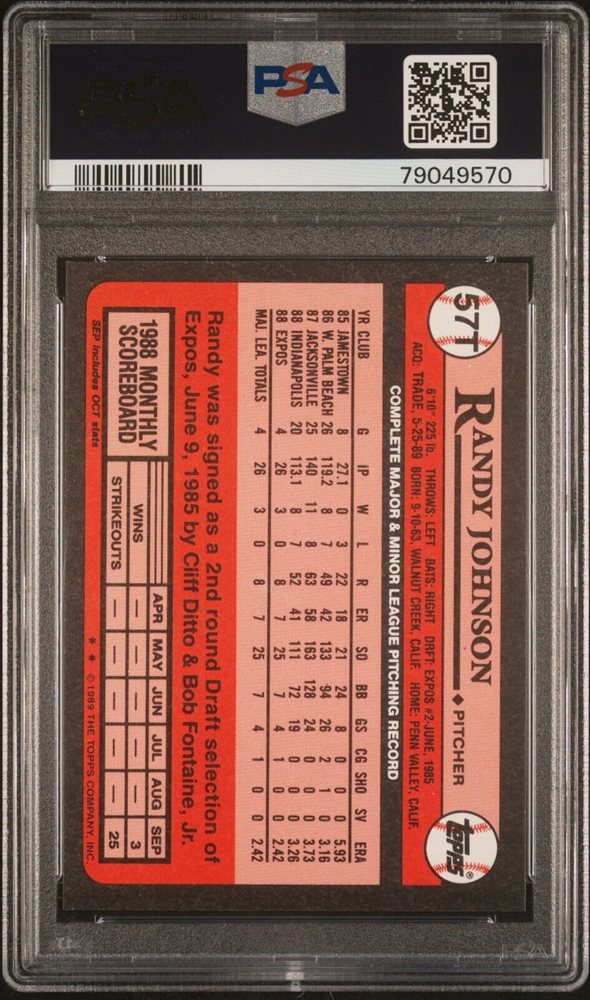 PSA
79049570
57T
RANDY JOHNSON ◆ PITCHER
TOPPS®
6'10" 225 lb. THROWS: LEFT BATS: RIGHT DRFT: EXPOS #2-JUNE, 1985
ACQ: TRADE, 5-25-89 BORN: 9-10-63, WALNUT CREEK, CALIF. HOME: PENN VALLEY, CALIF.
COMPLETE MAJOR & MINOR LEAGUE PITCHING RECORD
YR CLUB G IP W L R ER SO BB GS CG SHO SV ERA
85 JAMESTOWN 8 27.1 0 3 22 18 21 24 8 0 0 0 5.93
86 W. PALM BEACH 26 119.2 8 7 49 42 133 94 26 2 1 0 3.16
87 JACKSONVILLE 25 140 11 8 63 58 163 128 24 0 0 0 3.73
88 INDIANAPOLIS 20 113.1 8 7 52 41 111 72 19 0 0 0 3.26
88 EXPOS 4 26 3 0 8 7 25 7 4 1 0 0 2.42
MAJ. LEA. TOTALS 4 26 3 0 8 7 25 7 4 1 0 0 2.42
Randy was signed as a 2nd round Draft selection of
Expos, June 9, 1985 by Cliff Ditto & Bob Fontaine, Jr.
1988 MONTHLY
SCOREBOARD
APR MAY JUN JUL AUG SEP
WINS — — — — — 3
STRIKEOUTS — — — — — 25
SEP includes OCT stats
* * © 1989 THE TOPPS COMPANY, INC.